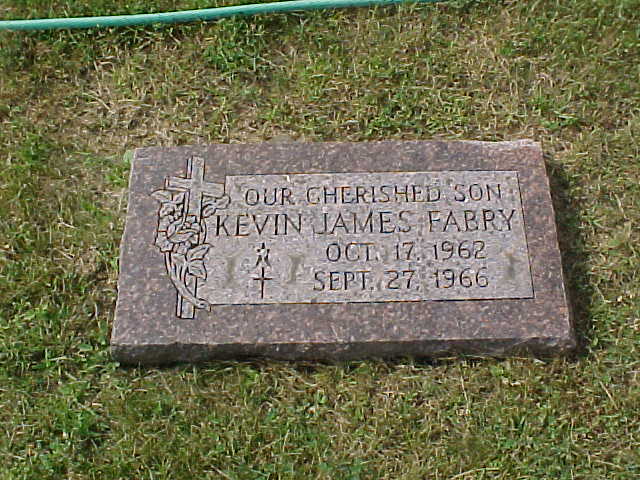 OUR CHERISHED SON
KEVIN JAMES FABRY
OCT. 17, 1962
SEPT. 27, 1966